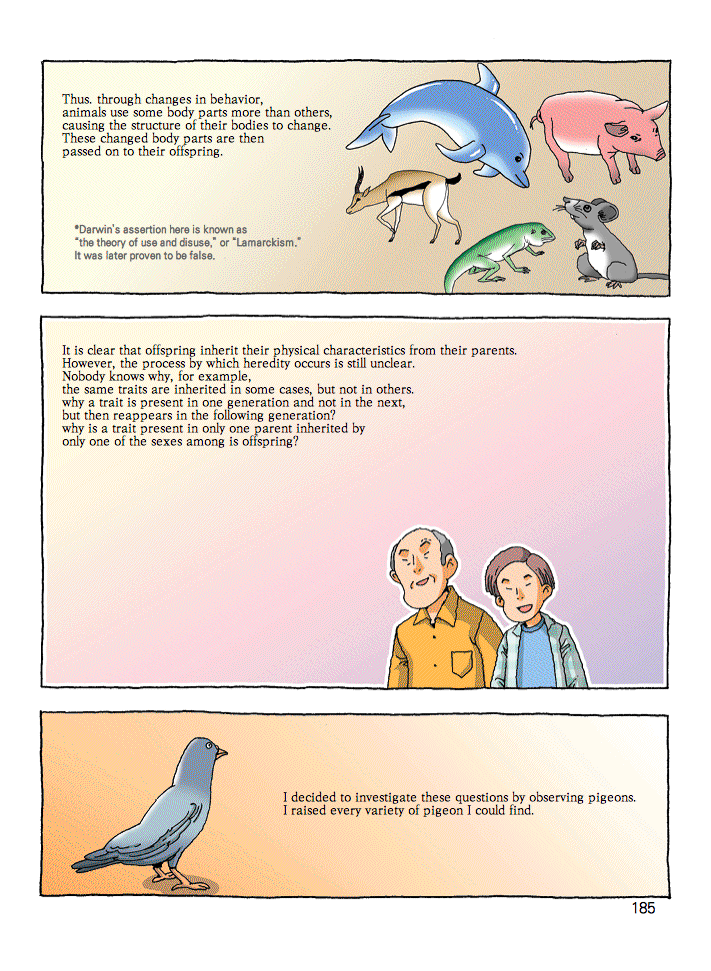 Thus. through changes in behavior,
animals use some body parts more than others,
causing the structure of their bodies to change.
These changed body parts are then
passed on to their offspring.
*Darwin's assertion here is known as
"the theory of use and disuse," or "Lamarckism."
It was later proven to be false.
It is clear that offspring inherit their physical characteristics from their parents.
However, the process by which heredity occurs is still unclear.
Nobody knows why, for example,
the same traits are inherited in some cases, but not in others.
why a trait is present in one generation and not in the next,
but then reappears in the following generation?
why is a trait present in only one parent inherited by
only one of the sexes among is offspring?
I decided to investigate these questions by observing pigeons.
I raised every variety of pigeon I could find.
185